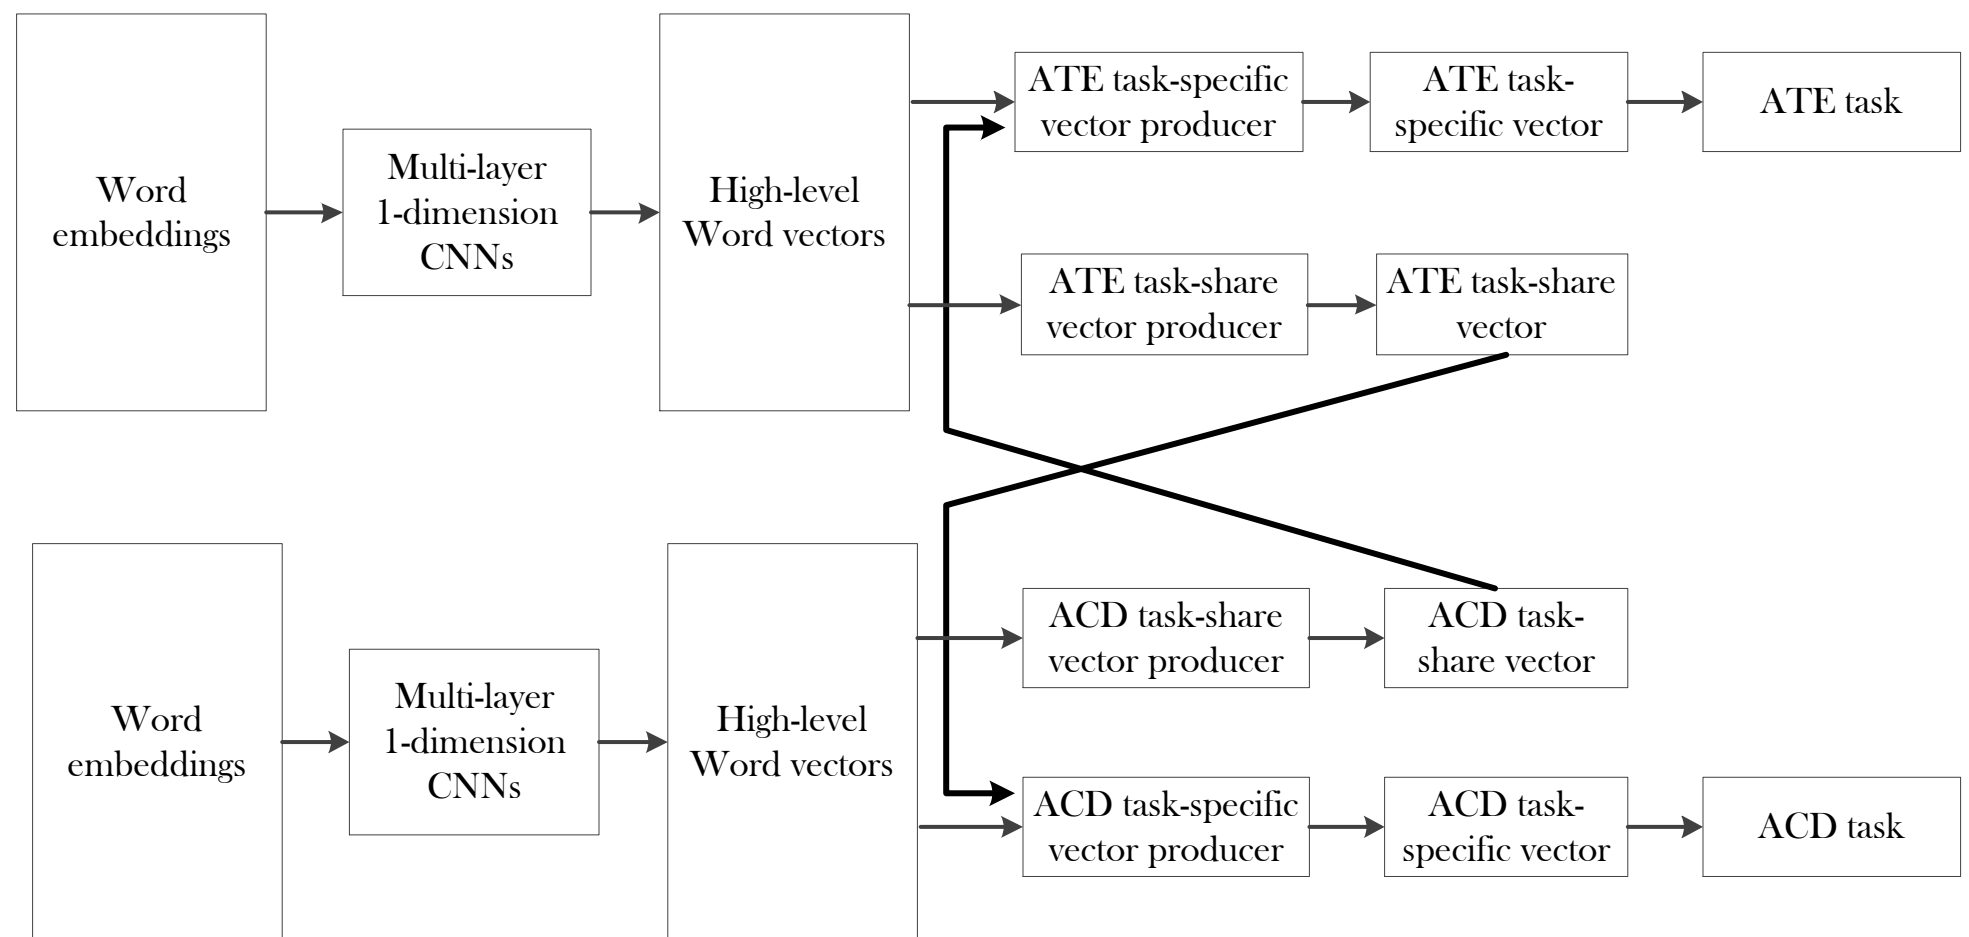 Word
embeddings
Multi-layer
1-dimension
CNNs
High-level
Word vectors
ATE task-specific
vector producer
ATE task-
specific vector
ATE task
ATE task-share
vector producer
ATE task-share
vector
Word
embeddings
Multi-layer
1-dimension
CNNs
High-level
Word vectors
ACD task-share
vector producer
ACD task-
share vector
ACD task-specific
vector producer
ACD task-
specific vector
ACD task